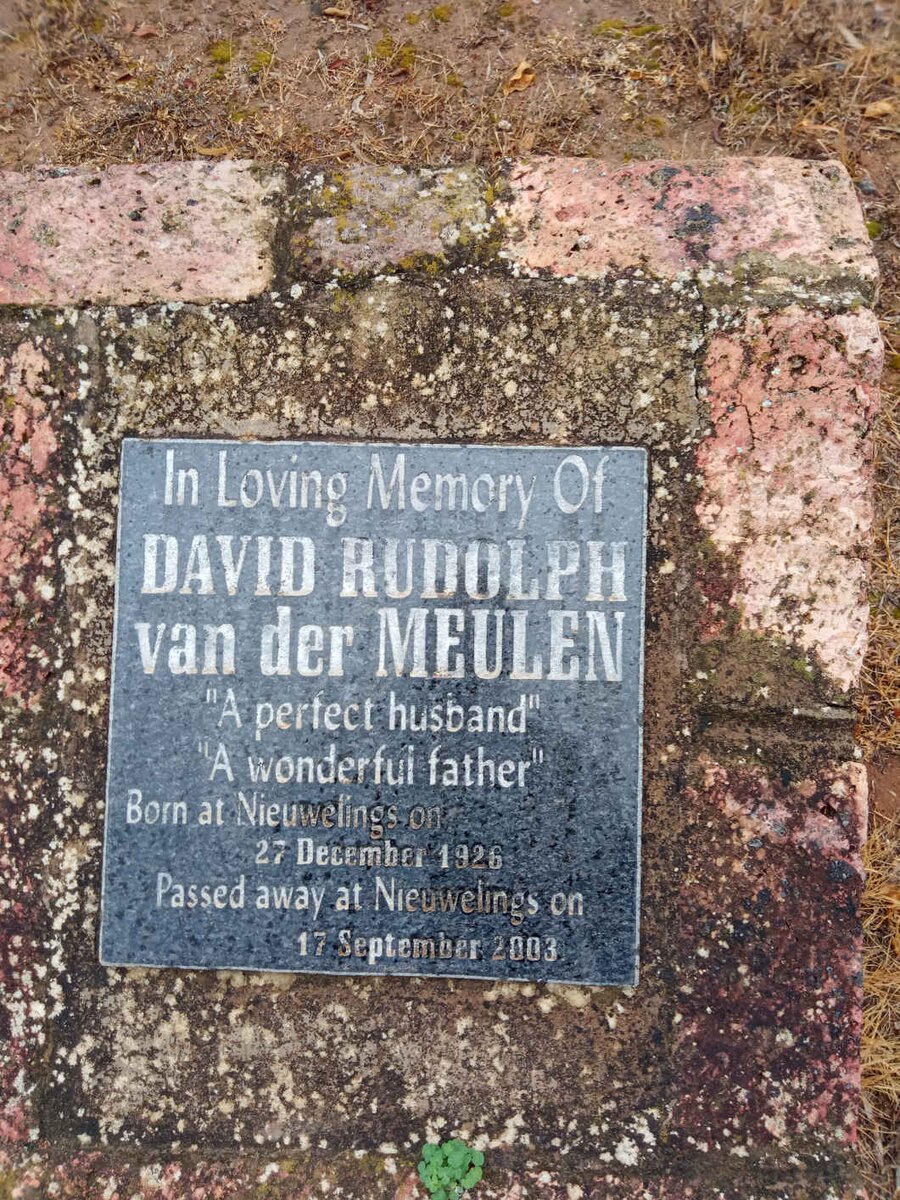 In Loving Memory Of
DAVID RUDOLPH
van der MEULEN
"A perfect husband"
"A wonderful father"
Born at Nieuwelings on
27 December 1926
Passed away at Nieuwelings on
17 September 2003